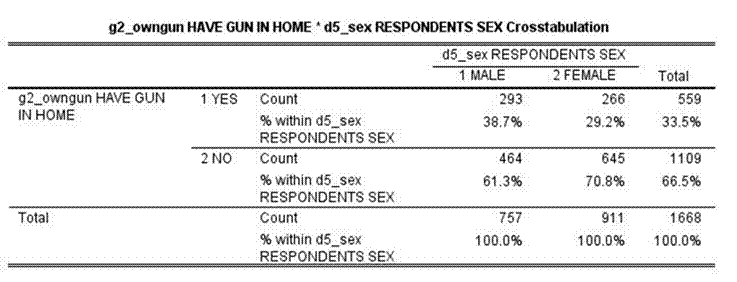 g2_owngun HAVE GUN IN HOME * d5_sex RESPONDENTS SEX Crosstabulation
d5_sex RESPONDENTS SEX
1 MALE 2 FEMALE Total
g2_owngun HAVE GUN 1 YES Count 293 266 559
IN HOME % within d5_sex 38.7% 29.2% 33.5%
RESPONDENTS SEX
2 NO Count 464 645 1109
% within d5_sex 61.3% 70.8% 66.5%
RESPONDENTS SEX
Total Count 757 911 1668
% within d5_sex 100.0% 100.0% 100.0%
RESPONDENTS SEX